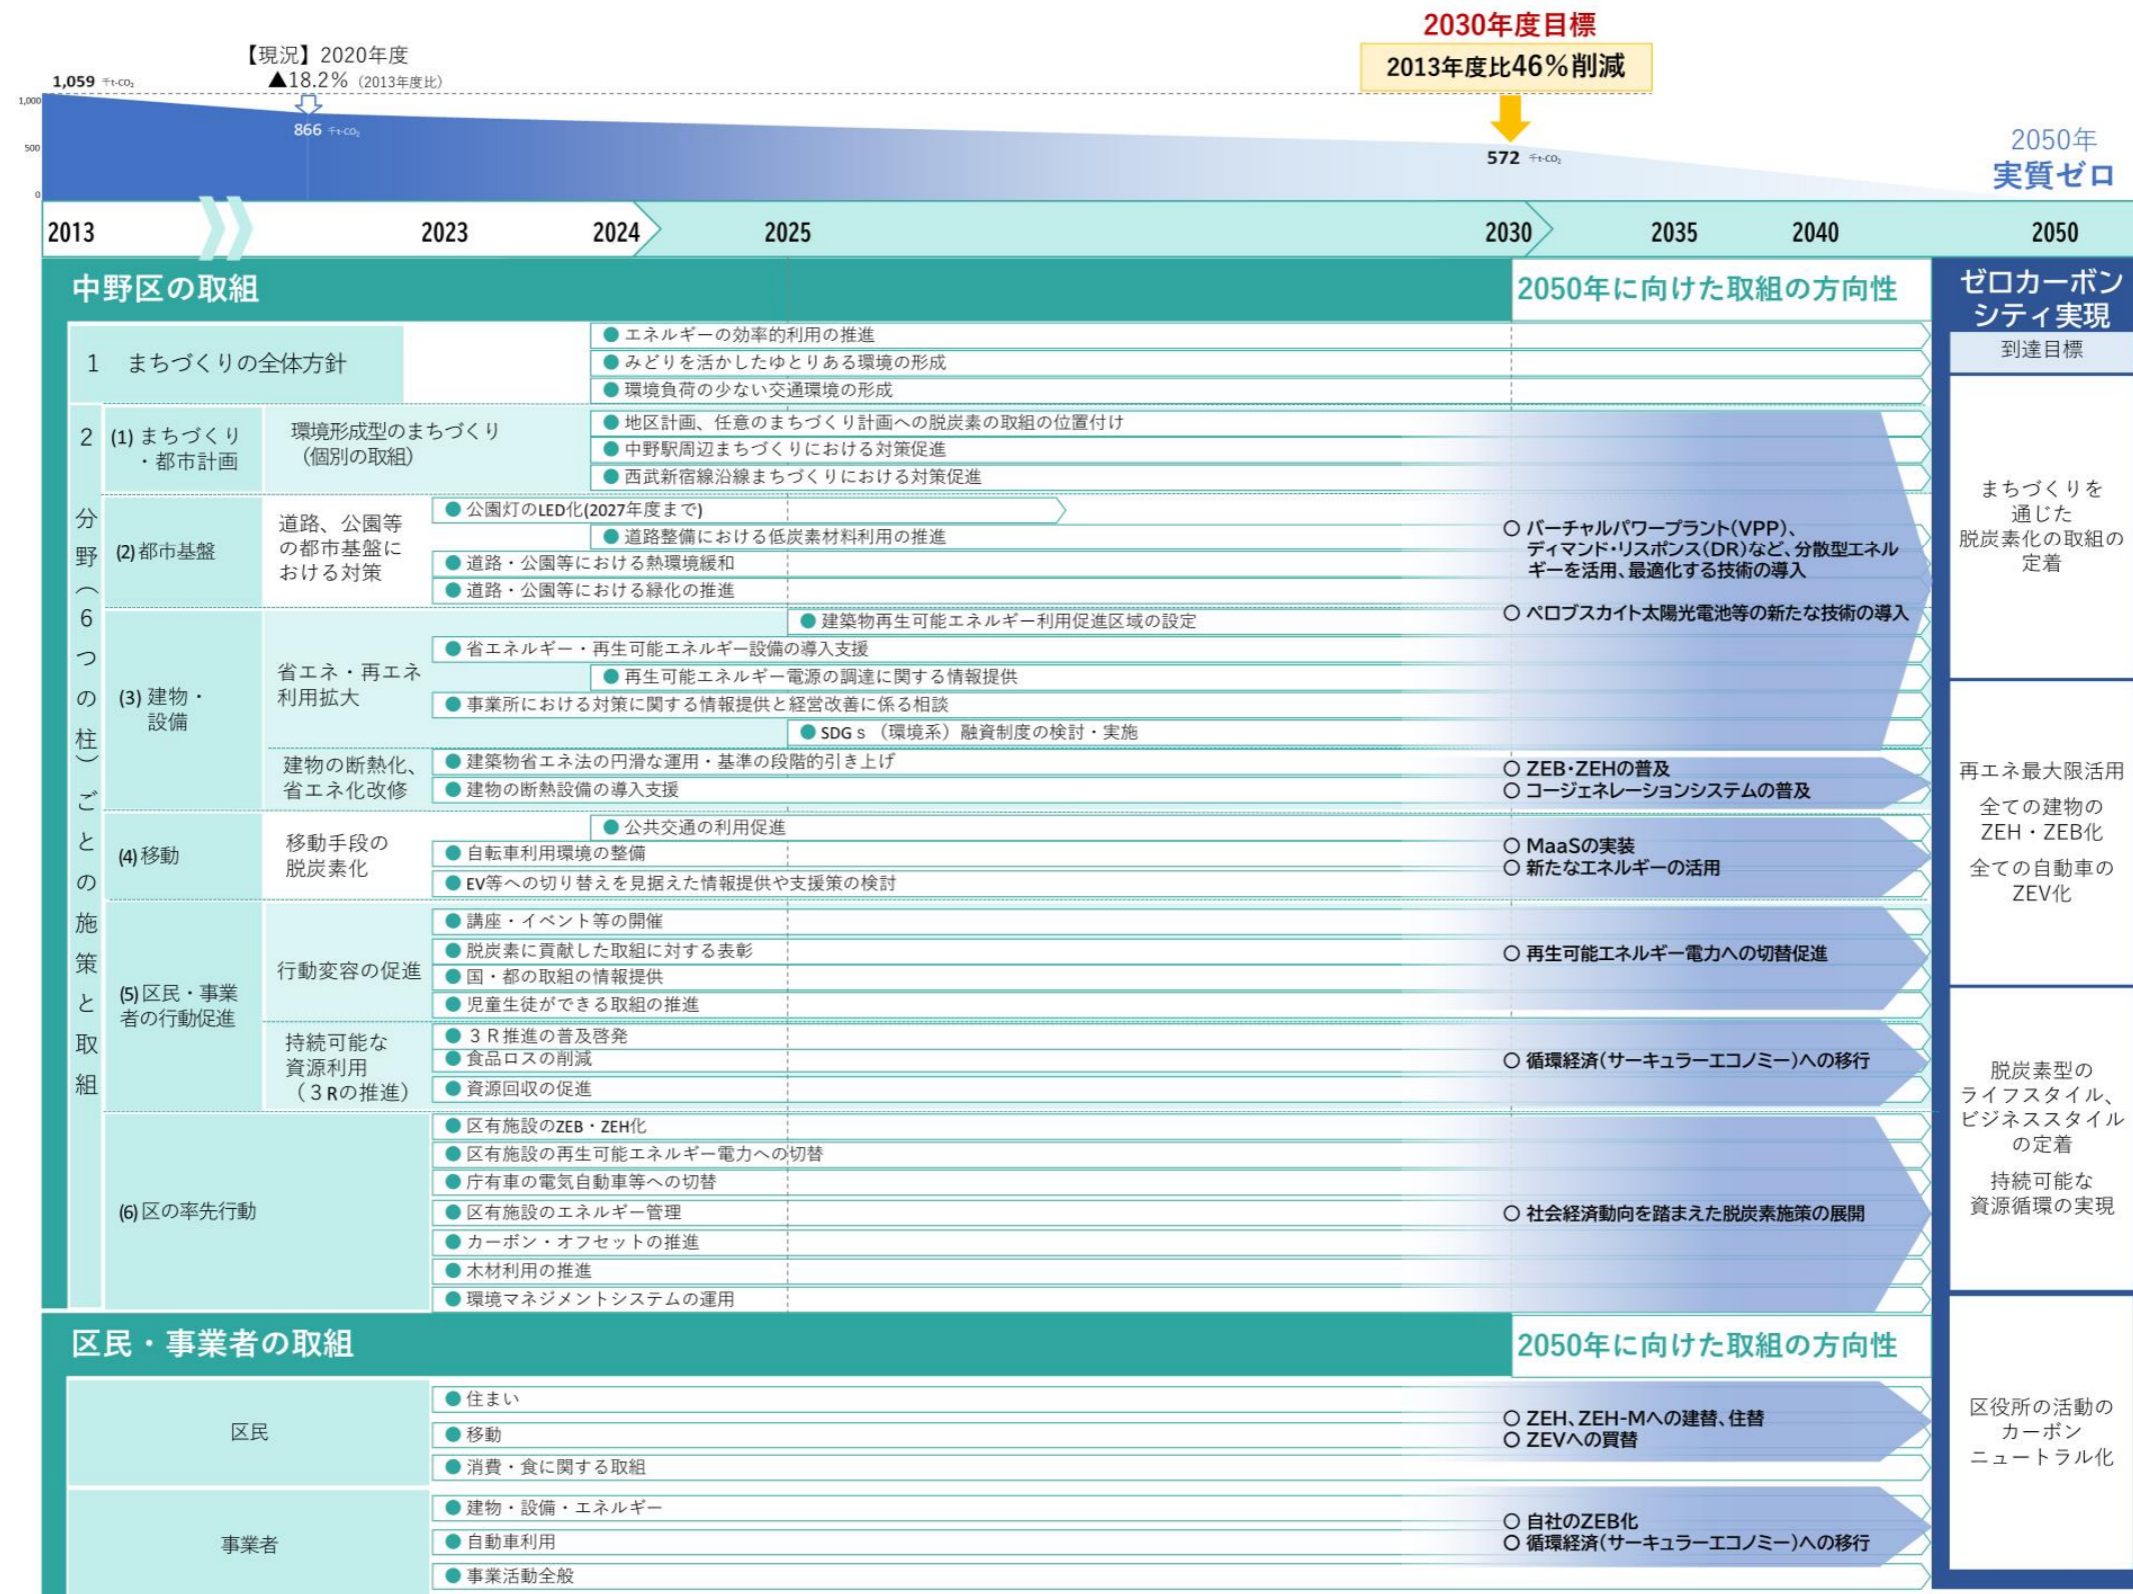 2030年度目標
2013年度比46%削減
【現況】2020年度
▲18.2%（2013年度比）
1,059 千t-CO₂
1,000
500
0
866 千t-CO₂
572 千t-CO₂
2050年
実質ゼロ
2013 2023 2024 2025 2030 2035 2040 2050
中野区の取組
2050年に向けた取組の方向性
ゼロカーボン
シティ実現
到達目標
1 まちづくりの全体方針
● エネルギーの効率的利用の推進
● みどりを活かしたゆとりある環境の形成
● 環境負荷の少ない交通環境の形成
2 分野（6つの柱）ごとの施策と取組
(1) まちづくり
・都市計画
環境形成型のまちづくり
（個別の取組）
● 地区計画、任意のまちづくり計画への脱炭素の取組の位置付け
● 中野駅周辺まちづくりにおける対策促進
● 西武新宿線沿線まちづくりにおける対策促進
(2) 都市基盤
道路、公園等
の都市基盤に
おける対策
● 公園灯のLED化(2027年度まで)
● 道路整備における低炭素材料利用の推進
● 道路・公園等における熱環境緩和
● 道路・公園等における緑化の推進
○ バーチャルパワープラント(VPP)、
ディマンド・リスポンス(DR)など、分散型エネル
ギーを活用、最適化する技術の導入
○ ペロブスカイト太陽光電池等の新たな技術の導入
(3) 建物・
設備
省エネ・再エネ
利用拡大
● 建築物再生可能エネルギー利用促進区域の設定
● 省エネルギー・再生可能エネルギー設備の導入支援
● 再生可能エネルギー電源の調達に関する情報提供
● 事業所における対策に関する情報提供と経営改善に係る相談
● SDGｓ（環境系）融資制度の検討・実施
建物の断熱化、
省エネ化改修
● 建築物省エネ法の円滑な運用・基準の段階的引き上げ
● 建物の断熱設備の導入支援
○ ZEB・ZEHの普及
○ コージェネレーションシステムの普及
(4) 移動
移動手段の
脱炭素化
● 公共交通の利用促進
● 自転車利用環境の整備
● EV等への切り替えを見据えた情報提供や支援策の検討
○ MaaSの実装
○ 新たなエネルギーの活用
(5) 区民・事業
者の行動促進
行動変容の促進
● 講座・イベント等の開催
● 脱炭素に貢献した取組に対する表彰
● 国・都の取組の情報提供
● 児童生徒ができる取組の推進
○ 再生可能エネルギー電力への切替促進
持続可能な
資源利用
（３Rの推進）
● ３Ｒ推進の普及啓発
● 食品ロスの削減
● 資源回収の促進
○ 循環経済(サーキュラーエコノミー)への移行
(6) 区の率先行動
● 区有施設のZEB・ZEH化
● 区有施設の再生可能エネルギー電力への切替
● 庁有車の電気自動車等への切替
● 区有施設のエネルギー管理
● カーボン・オフセットの推進
● 木材利用の推進
● 環境マネジメントシステムの運用
○ 社会経済動向を踏まえた脱炭素施策の展開
まちづくりを
通じた
脱炭素化の取組の
定着
再エネ最大限活用
全ての建物の
ZEH・ZEB化
全ての自動車の
ZEV化
脱炭素型の
ライフスタイル、
ビジネススタイル
の定着
持続可能な
資源循環の実現
区役所の活動の
カーボン
ニュートラル化
区民・事業者の取組
2050年に向けた取組の方向性
区民
● 住まい
● 移動
● 消費・食に関する取組
○ ZEH、ZEH-Mへの建替、住替
○ ZEVへの買替
事業者
● 建物・設備・エネルギー
● 自動車利用
● 事業活動全般
○ 自社のZEB化
○ 循環経済(サーキュラーエコノミー)への移行